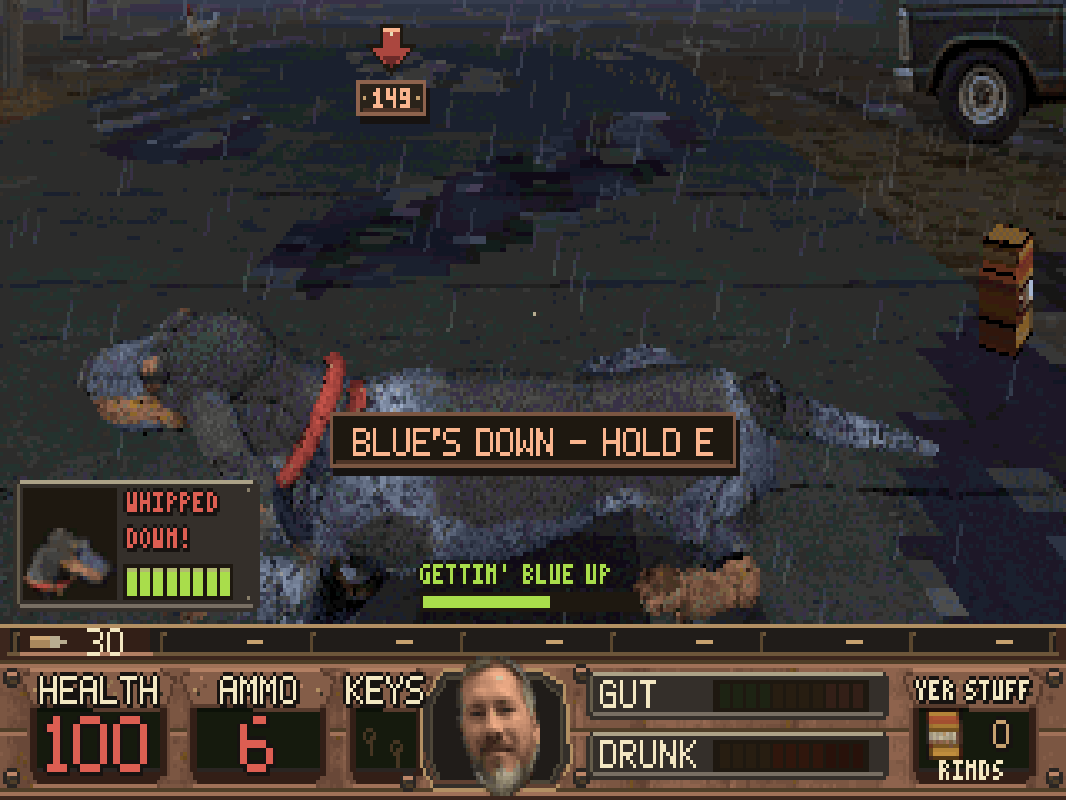 ·149·
BLUE'S DOWN - HOLD E
WHIPPED
DOWN!
GETTIN' BLUE UP
30
HEALTH
100
AMMO
6
KEYS
GUT
DRUNK
YER STUFF
0
RINDS